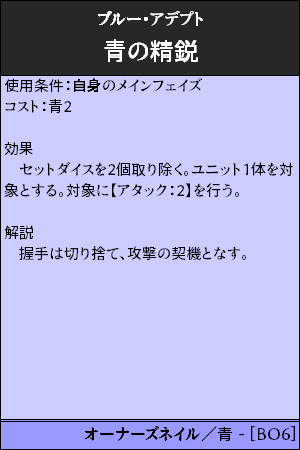 ブルー・アデプト
青の精鋭
使用条件：自身のメインフェイズ
コスト：青2
効果
　セットダイスを2個取り除く。ユニット1体を対
象とする。対象に【アタック：2】を行う。
解説
　握手は切り捨て、攻撃の契機となす。
オーナーズネイル／青 - [BO6]